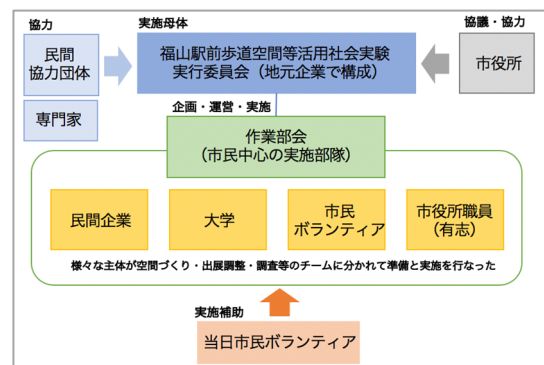 協力
実施母体
協議・協力
民間
協力団体
専門家
福山駅前歩道空間等活用社会実験
実行委員会（地元企業で構成）
市役所
企画・運営・実施
作業部会
（市民中心の実施部隊）
民間企業
大学
市民
ボランティア
市役所職員
（有志）
様々な主体が空間づくり・出展調整・調査等のチームに分かれて準備と実施を行なった
実施補助
当日市民ボランティア